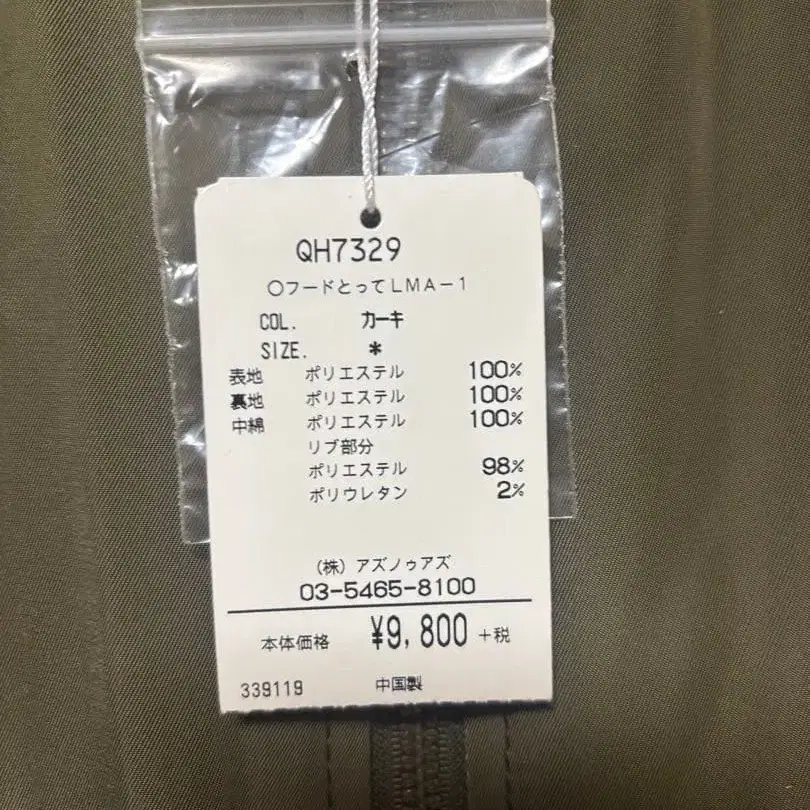 QH7329
〇フードとってLMA－1
COL. カーキ
SIZE. *
表地 ポリエステル 100%
裏地 ポリエステル 100%
中綿 ポリエステル 100%
リブ部分
ポリエステル 98%
ポリウレタン 2%
（株）アズノゥアズ
03-5465-8100
本体価格 ¥9,800 +税
339119 中国製